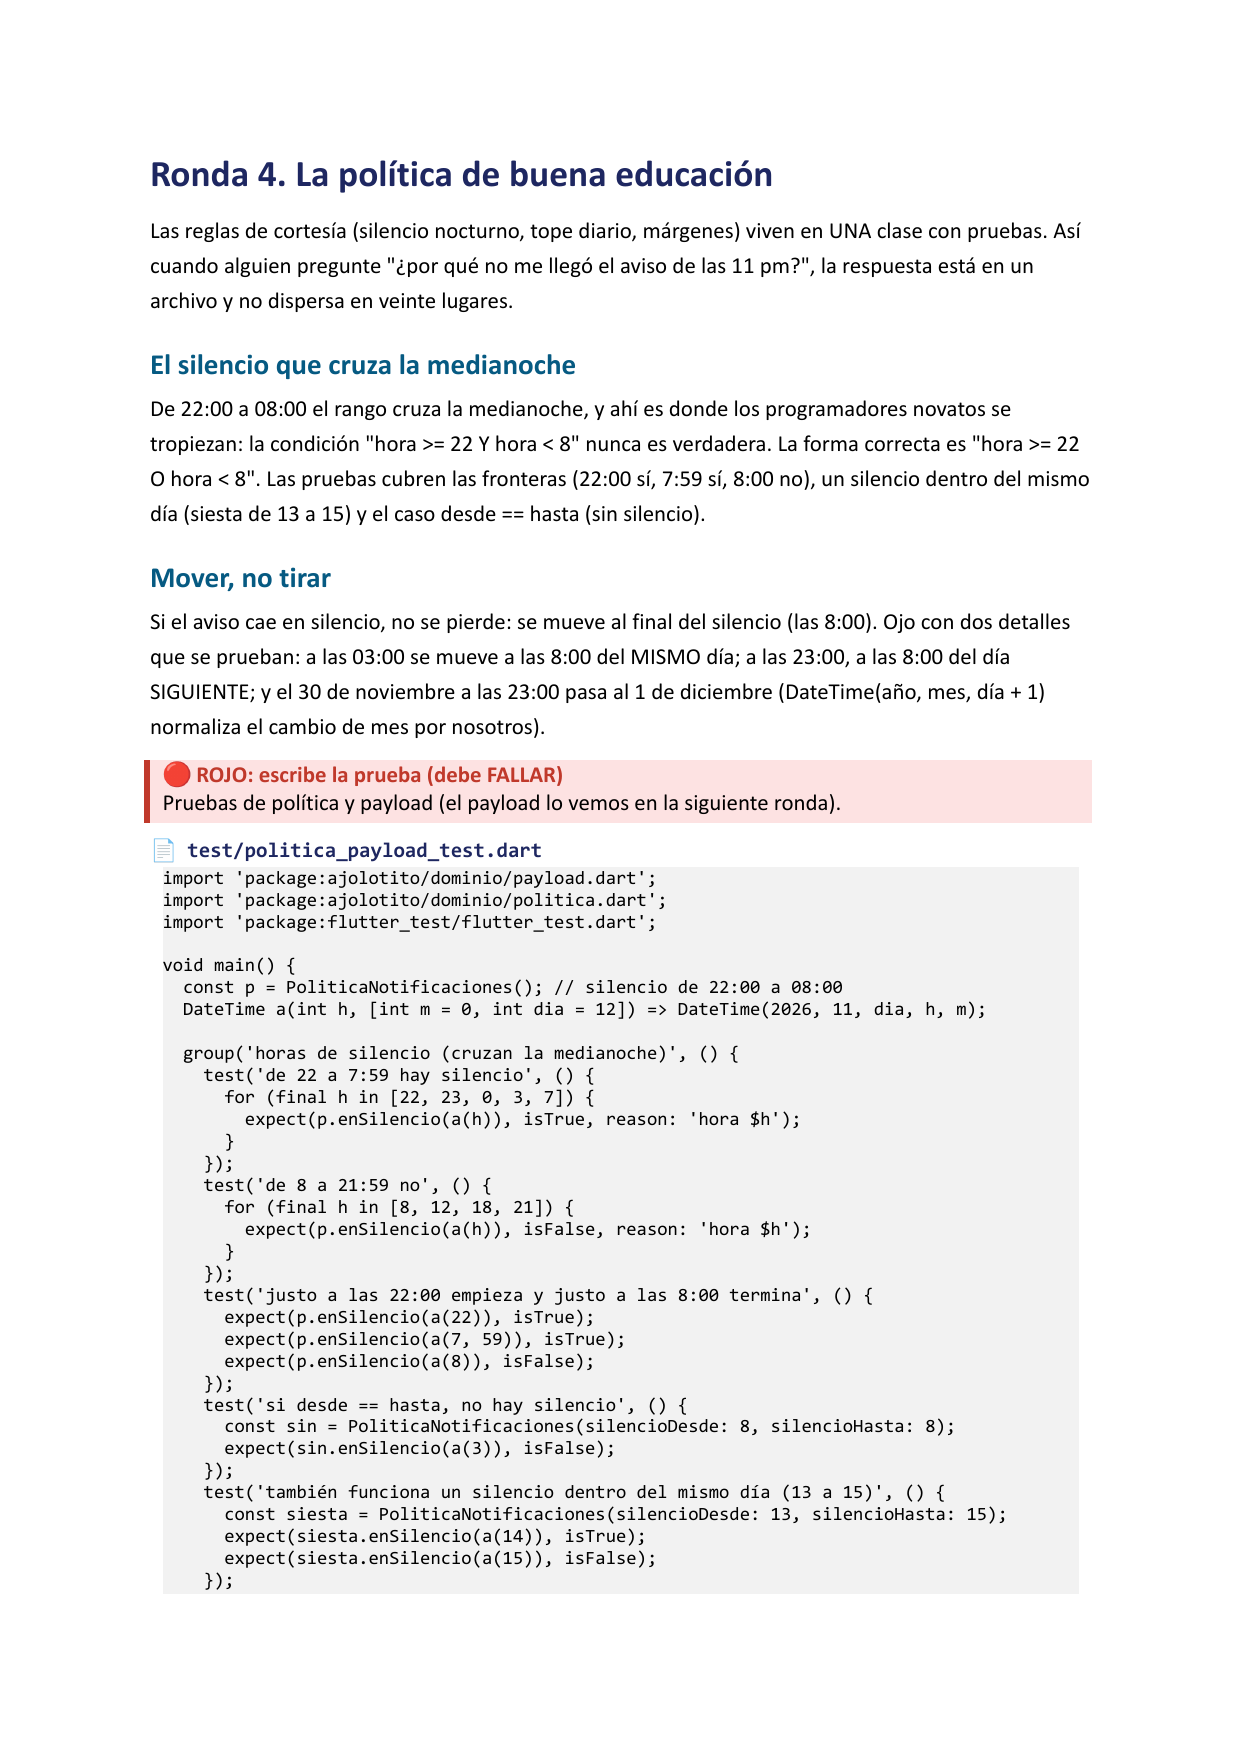 Ronda 4. La política de buena educación
Las reglas de cortesía (silencio nocturno, tope diario, márgenes) viven en UNA clase con pruebas. Así
cuando alguien pregunte "¿por qué no me llegó el aviso de las 11 pm?", la respuesta está en un
archivo y no dispersa en veinte lugares.
El silencio que cruza la medianoche
De 22:00 a 08:00 el rango cruza la medianoche, y ahí es donde los programadores novatos se
tropiezan: la condición "hora >= 22 Y hora < 8" nunca es verdadera. La forma correcta es "hora >= 22
O hora < 8". Las pruebas cubren las fronteras (22:00 sí, 7:59 sí, 8:00 no), un silencio dentro del mismo
día (siesta de 13 a 15) y el caso desde == hasta (sin silencio).
Mover, no tirar
Si el aviso cae en silencio, no se pierde: se mueve al final del silencio (las 8:00). Ojo con dos detalles
que se prueban: a las 03:00 se mueve a las 8:00 del MISMO día; a las 23:00, a las 8:00 del día
SIGUIENTE; y el 30 de noviembre a las 23:00 pasa al 1 de diciembre (DateTime(año, mes, día + 1)
normaliza el cambio de mes por nosotros).
🔴 ROJO: escribe la prueba (debe FALLAR)
Pruebas de política y payload (el payload lo vemos en la siguiente ronda).
📄 test/politica_payload_test.dart
import 'package:ajolotito/dominio/payload.dart';
import 'package:ajolotito/dominio/politica.dart';
import 'package:flutter_test/flutter_test.dart';

void main() {
  const p = PoliticaNotificaciones(); // silencio de 22:00 a 08:00
  DateTime a(int h, [int m = 0, int dia = 12]) => DateTime(2026, 11, dia, h, m);

  group('horas de silencio (cruzan la medianoche)', () {
    test('de 22 a 7:59 hay silencio', () {
      for (final h in [22, 23, 0, 3, 7]) {
        expect(p.enSilencio(a(h)), isTrue, reason: 'hora $h');
      }
    });
    test('de 8 a 21:59 no', () {
      for (final h in [8, 12, 18, 21]) {
        expect(p.enSilencio(a(h)), isFalse, reason: 'hora $h');
      }
    });
    test('justo a las 22:00 empieza y justo a las 8:00 termina', () {
      expect(p.enSilencio(a(22)), isTrue);
      expect(p.enSilencio(a(7, 59)), isTrue);
      expect(p.enSilencio(a(8)), isFalse);
    });
    test('si desde == hasta, no hay silencio', () {
      const sin = PoliticaNotificaciones(silencioDesde: 8, silencioHasta: 8);
      expect(sin.enSilencio(a(3)), isFalse);
    });
    test('también funciona un silencio dentro del mismo día (13 a 15)', () {
      const siesta = PoliticaNotificaciones(silencioDesde: 13, silencioHasta: 15);
      expect(siesta.enSilencio(a(14)), isTrue);
      expect(siesta.enSilencio(a(15)), isFalse);
    });